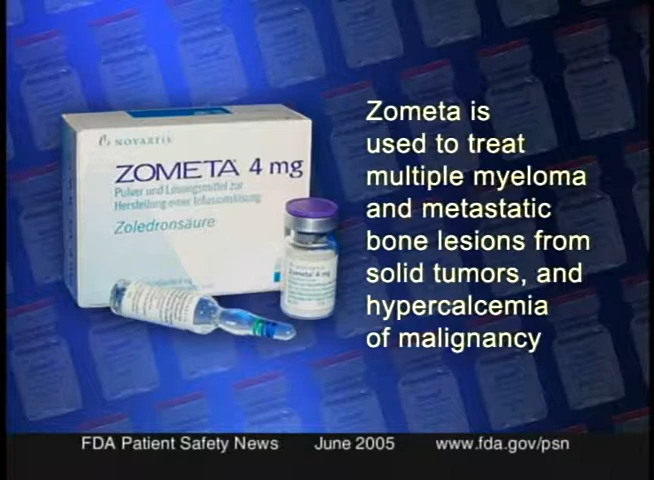 NOVARTIS
ZOMETA® 4 mg
Pulver und Lösungsmittel zur
Herstellung einer Infusionslösung
Zoledronsäure
Zometa® 4 mg
Zometa is
used to treat
multiple myeloma
and metastatic
bone lesions from
solid tumors, and
hypercalcemia
of malignancy
FDA Patient Safety News June 2005 www.fda.gov/psn